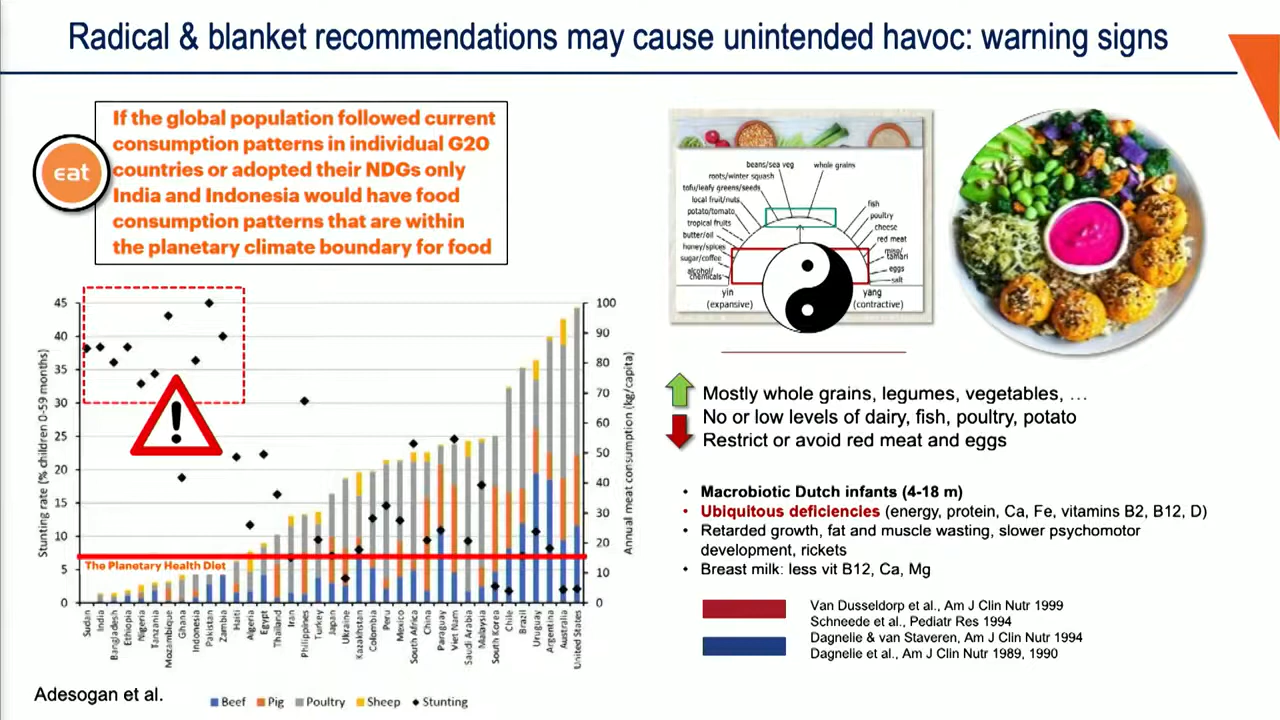 Radical & blanket recommendations may cause unintended havoc: warning signs
eat
If the global population followed current
consumption patterns in individual G20
countries or adopted their NDGs only
India and Indonesia would have food
consumption patterns that are within
the planetary climate boundary for food
Stunting rate (% children 0-59 months)
45
40
35
30
25
20
15
10
5
0
100
90
80
70
60
50
40
30
20
10
0
Annual meat consumption (kg/capita)
!
The Planetary Health Diet
Sudan
India
Bangladesh
Ethiopia
Nigeria
Tanzania
Mozambique
Ghana
Indonesia
Pakistan
Zambia
Haiti
Algeria
Egypt
Thailand
Iran
Philippines
Turkey
Japan
Ukraine
Kazakhstan
Colombia
Peru
Mexico
South Africa
China
Paraguay
Viet Nam
Saudi Arabia
Malaysia
South Korea
Chile
Brazil
Uruguay
Argentina
Australia
United States
Beef Pig Poultry Sheep Stunting
Adesogan et al.
beans/sea veg
whole grains
roots/winter squash
tofu/leafy greens/seeds
local fruit/nuts
potato/tomato
tropical fruits
butter/oil
honey/spices
sugar/coffee
alcohol/
chemicals
fish
poultry
cheese
red meat
miso/
tamari
eggs
salt
yin
(expansive)
yang
(contractive)
Mostly whole grains, legumes, vegetables, …
No or low levels of dairy, fish, poultry, potato
Restrict or avoid red meat and eggs
• Macrobiotic Dutch infants (4-18 m)
• Ubiquitous deficiencies (energy, protein, Ca, Fe, vitamins B2, B12, D)
• Retarded growth, fat and muscle wasting, slower psychomotor
development, rickets
• Breast milk: less vit B12, Ca, Mg
Van Dusseldorp et al., Am J Clin Nutr 1999
Schneede et al., Pediatr Res 1994
Dagnelie & van Staveren, Am J Clin Nutr 1994
Dagnelie et al., Am J Clin Nutr 1989, 1990